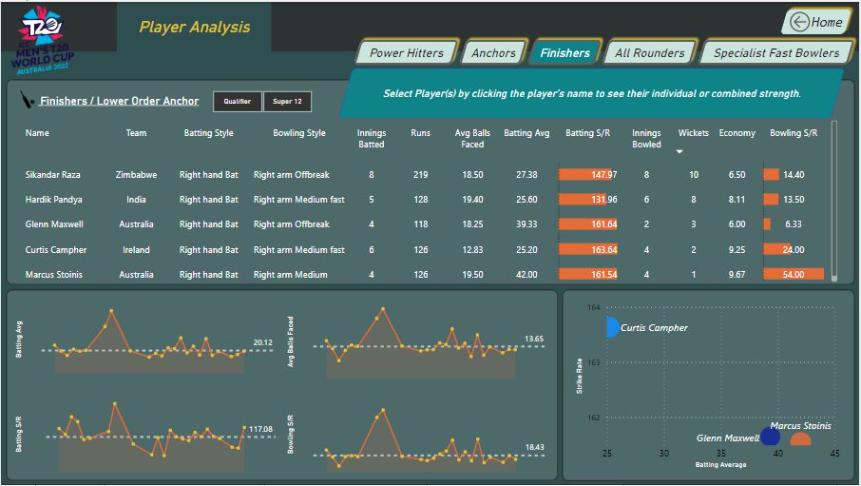 T20
MEN'S T20
WORLD CUP
AUSTRALIA 2022
Player Analysis
Home
Power Hitters
Anchors
Finishers
All Rounders
Specialist Fast Bowlers
Select Player(s) by clicking the player's name to see their individual or combined strength.
Finishers / Lower Order Anchor
Qualifier
Super 12
Name Team Batting Style Bowling Style Innings Batted Runs Avg Balls Faced Batting Avg Batting S/R Innings Bowled Wickets Economy Bowling S/R
Sikandar Raza Zimbabwe Right hand Bat Right arm Offbreak 8 219 18.50 27.38 147.97 8 10 6.50 14.40
Hardik Pandya India Right hand Bat Right arm Medium fast 5 128 19.40 25.60 131.96 6 8 8.11 13.50
Glenn Maxwell Australia Right hand Bat Right arm Offbreak 4 118 18.25 39.33 161.64 2 3 6.00 6.33
Curtis Campher Ireland Right hand Bat Right arm Medium fast 6 126 12.83 25.20 163.64 4 2 9.25 24.00
Marcus Stoinis Australia Right hand Bat Right arm Medium 4 126 19.50 42.00 161.54 4 1 9.67 54.00
Batting Avg
20.12
Avg Balls Faced
13.65
Batting S/R
117.08
Bowling S/R
18.43
Strike Rate
164
163
162
Curtis Campher
Marcus Stoinis
Glenn Maxwell
25 30 35 40 45
Batting Average